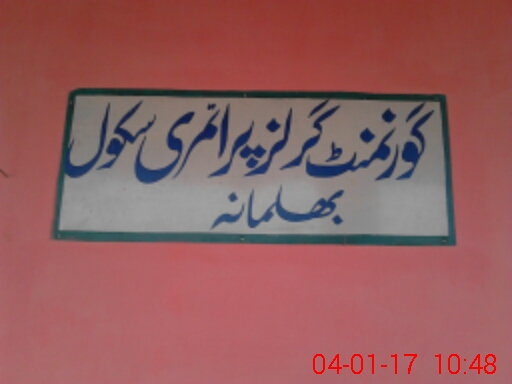 گورنمنٹ گرلز پرائمری سکول
بھلمانہ
04-01-17 10:48